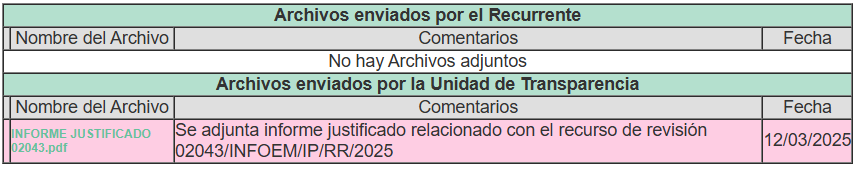 Archivos enviados por el Recurrente
Nombre del Archivo Comentarios Fecha
No hay Archivos adjuntos
Archivos enviados por la Unidad de Transparencia
Nombre del Archivo Comentarios Fecha
INFORME JUSTIFICADO
02043.pdf
Se adjunta informe justificado relacionado con el recurso de revisión
02043/INFOEM/IP/RR/2025
12/03/2025